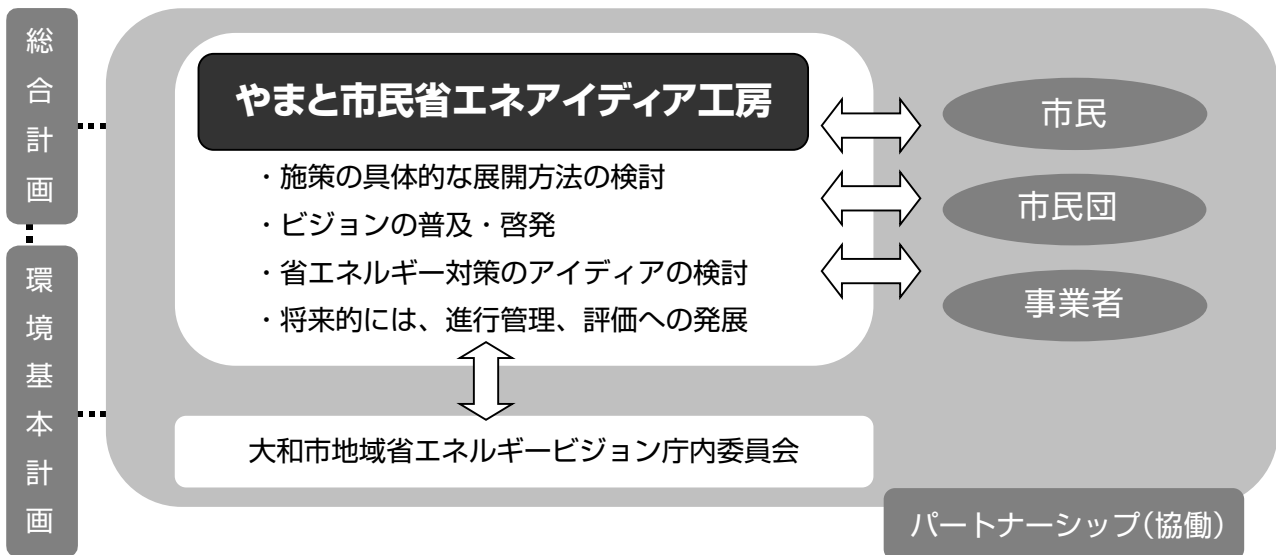 総合計画
環境基本計画
やまと市民省エネアイディア工房
・施策の具体的な展開方法の検討
・ビジョンの普及・啓発
・省エネルギー対策のアイディアの検討
・将来的には、進行管理、評価への発展
大和市地域省エネルギービジョン庁内委員会
市民
市民団
事業者
パートナーシップ(協働)